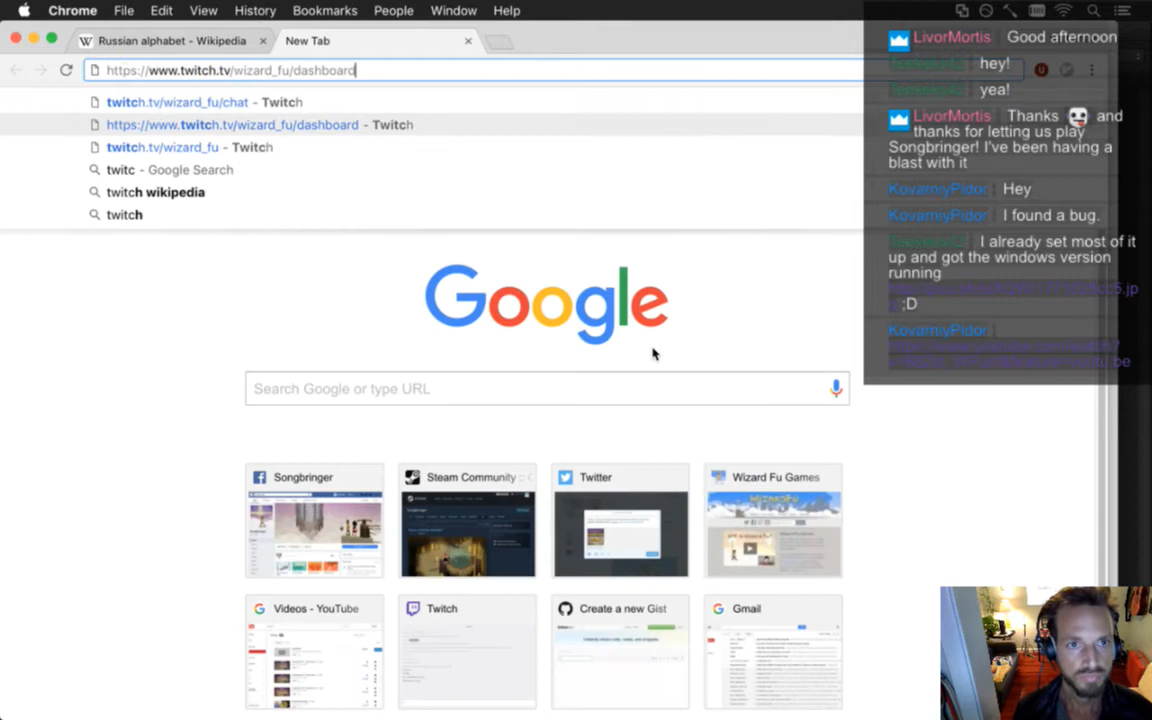 Chrome File Edit View History Bookmarks People Window Help
Russian alphabet - Wikipedia
New Tab
https://www.twitch.tv/wizard_fu/dashboard
twitch.tv/wizard_fu/chat - Twitch
https://www.twitch.tv/wizard_fu/dashboard - Twitch
twitch.tv/wizard_fu - Twitch
twitc - Google Search
twitch wikipedia
twitch
Google
Search Google or type URL
Songbringer
Steam Community ::
Twitter
Wizard Fu Games
Videos - YouTube
Twitch
Create a new Gist
Gmail
LivorMortis Good afternoon
hey!
yea!
LivorMortis Thanks and
thanks for letting us play
Songbringer! I've been having a
blast with it
KovarniyPidor: Hey
KovarniyPidor: I found a bug.
I already set most of it
up and got the windows version
running
;D
KovarniyPidor: